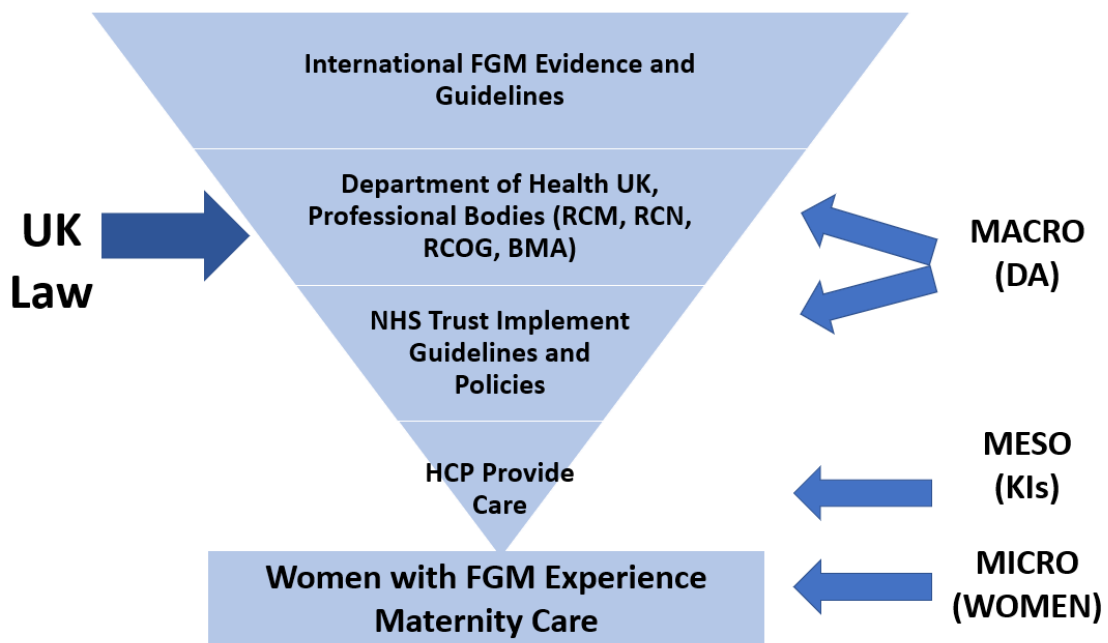 International FGM Evidence and
Guidelines
Department of Health UK,
Professional Bodies (RCM, RCN,
RCOG, BMA)
UK
Law
MACRO
(DA)
NHS Trust Implement
Guidelines and
Policies
HCP Provide
Care
MESO
(KIs)
Women with FGM Experience
Maternity Care
MICRO
(WOMEN)